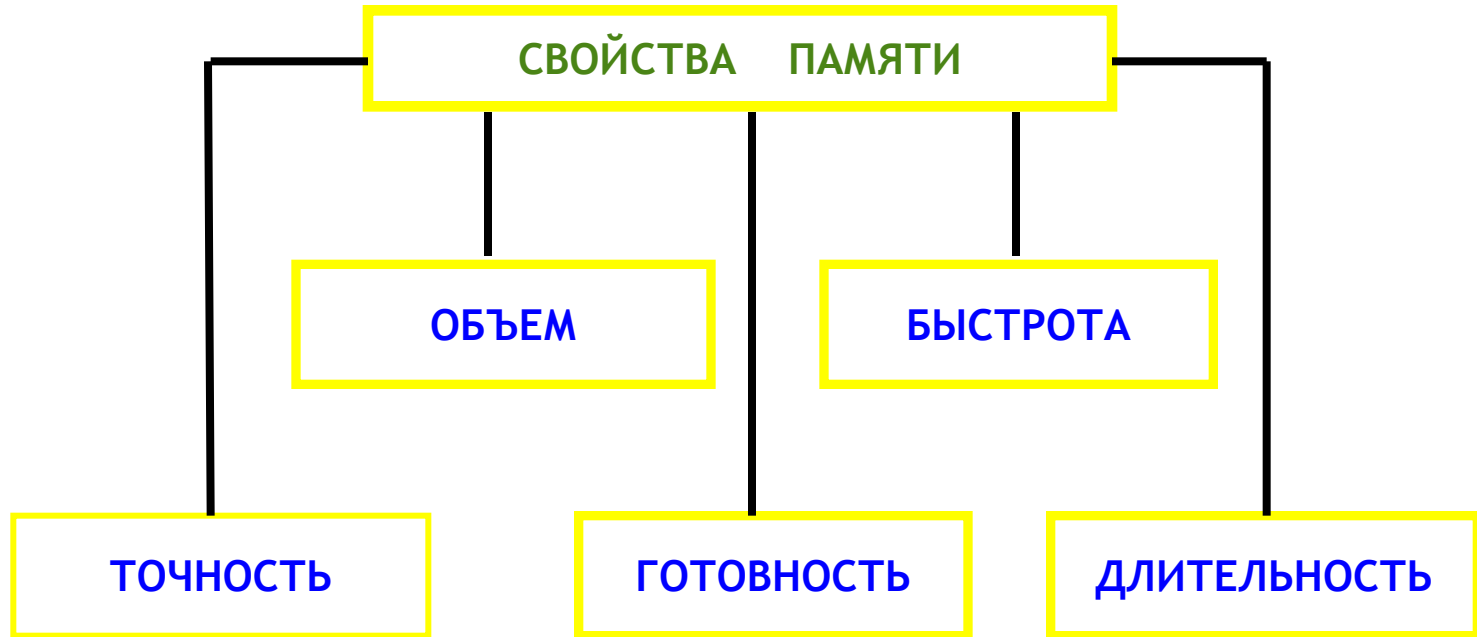 СВОЙСТВА ПАМЯТИ
ОБЪЕМ
БЫСТРОТА
ТОЧНОСТЬ
ГОТОВНОСТЬ
ДЛИТЕЛЬНОСТЬ